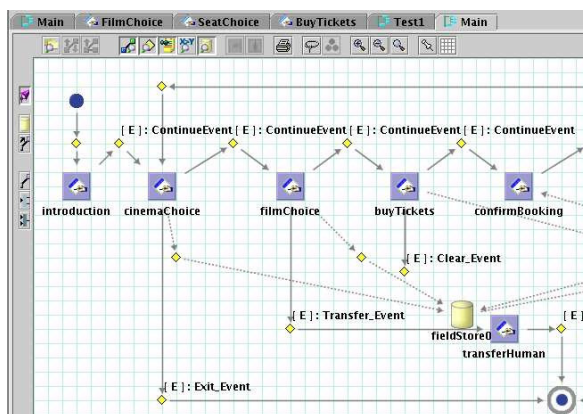 Main FilmChoice SeatChoice BuyTickets Test1 Main
X-Y
[ E ] : ContinueEvent [ E ] : ContinueEvent [ E ] : ContinueEvent [ E ] : ContinueEvent
introduction cinemaChoice filmChoice buyTickets confirmBooking
[ E ] : Clear_Event
[ E ] : Transfer_Event [ E ] :
fieldStore0
transferHuman
[ E ] : Exit_Event